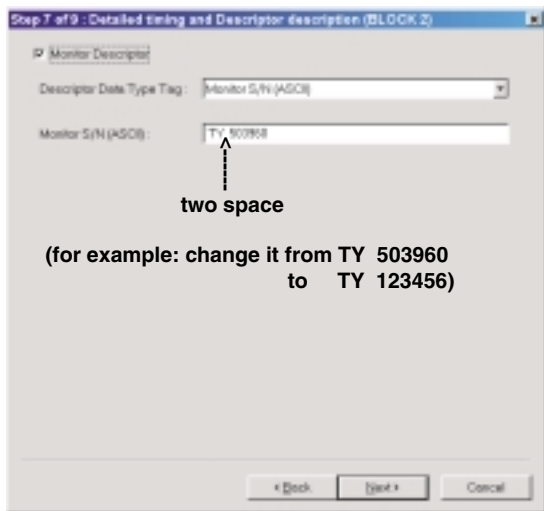 Step 7 of 9 : Detailed timing and Descriptor description (BLOCK 2)
Monitor Descriptor
Descriptor Data Type Tag : Monitor S/N (ASCII)
Monitor S/N (ASCII) : TY  503960
two space
(for example: change it from TY  503960
to TY  123456)
< Back Next > Cancel